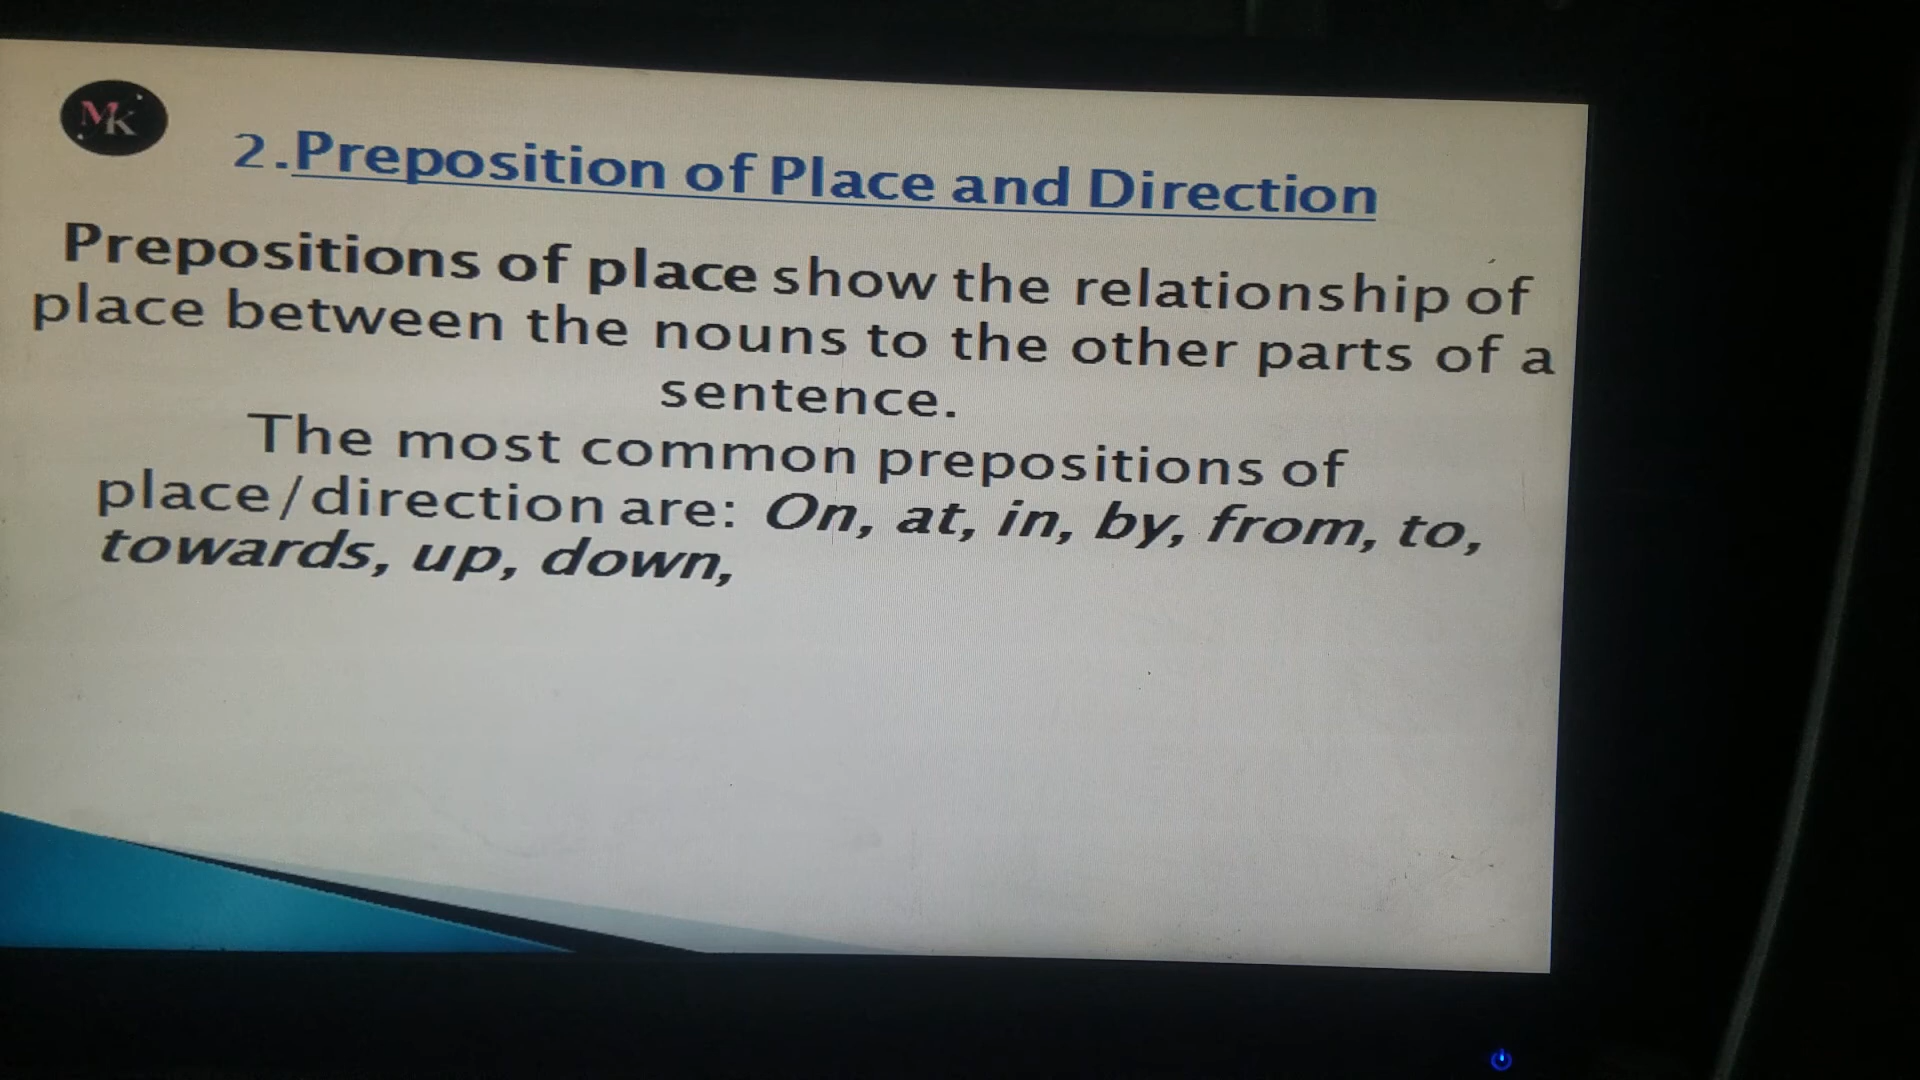 MK
2.Preposition of Place and Direction
Prepositions of place show the relationship of
place between the nouns to the other parts of a
sentence.
The most common prepositions of
place/direction are: On, at, in, by, from, to,
towards, up, down,